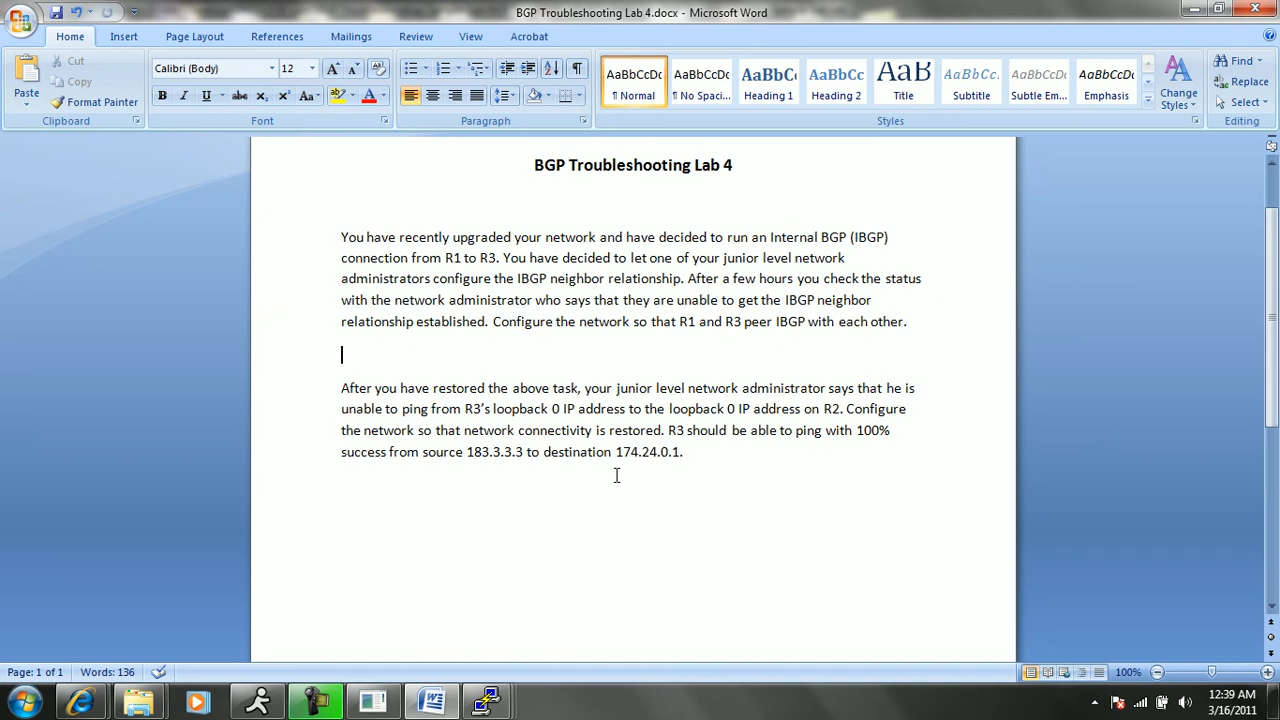 BGP Troubleshooting Lab 4.docx - Microsoft Word
Home Insert Page Layout References Mailings Review View Acrobat
Paste Cut Copy Format Painter
Calibri (Body) 12
AaBbCcDc AaBbCcDc AaBbC AaBbCc AaB AaBbCc. AaBbCcDc AaBbCcDc
¶ Normal ¶ No Spaci... Heading 1 Heading 2 Title Subtitle Subtle Em... Emphasis
Change Styles
Find Replace Select
Clipboard Font Paragraph Styles Editing
BGP Troubleshooting Lab 4
You have recently upgraded your network and have decided to run an Internal BGP (IBGP)
connection from R1 to R3. You have decided to let one of your junior level network
administrators configure the IBGP neighbor relationship. After a few hours you check the status
with the network administrator who says that they are unable to get the IBGP neighbor
relationship established. Configure the network so that R1 and R3 peer IBGP with each other.
After you have restored the above task, your junior level network administrator says that he is
unable to ping from R3's loopback 0 IP address to the loopback 0 IP address on R2. Configure
the network so that network connectivity is restored. R3 should be able to ping with 100%
success from source 183.3.3.3 to destination 174.24.0.1.
Page: 1 of 1 Words: 136 100%
12:39 AM
3/16/2011